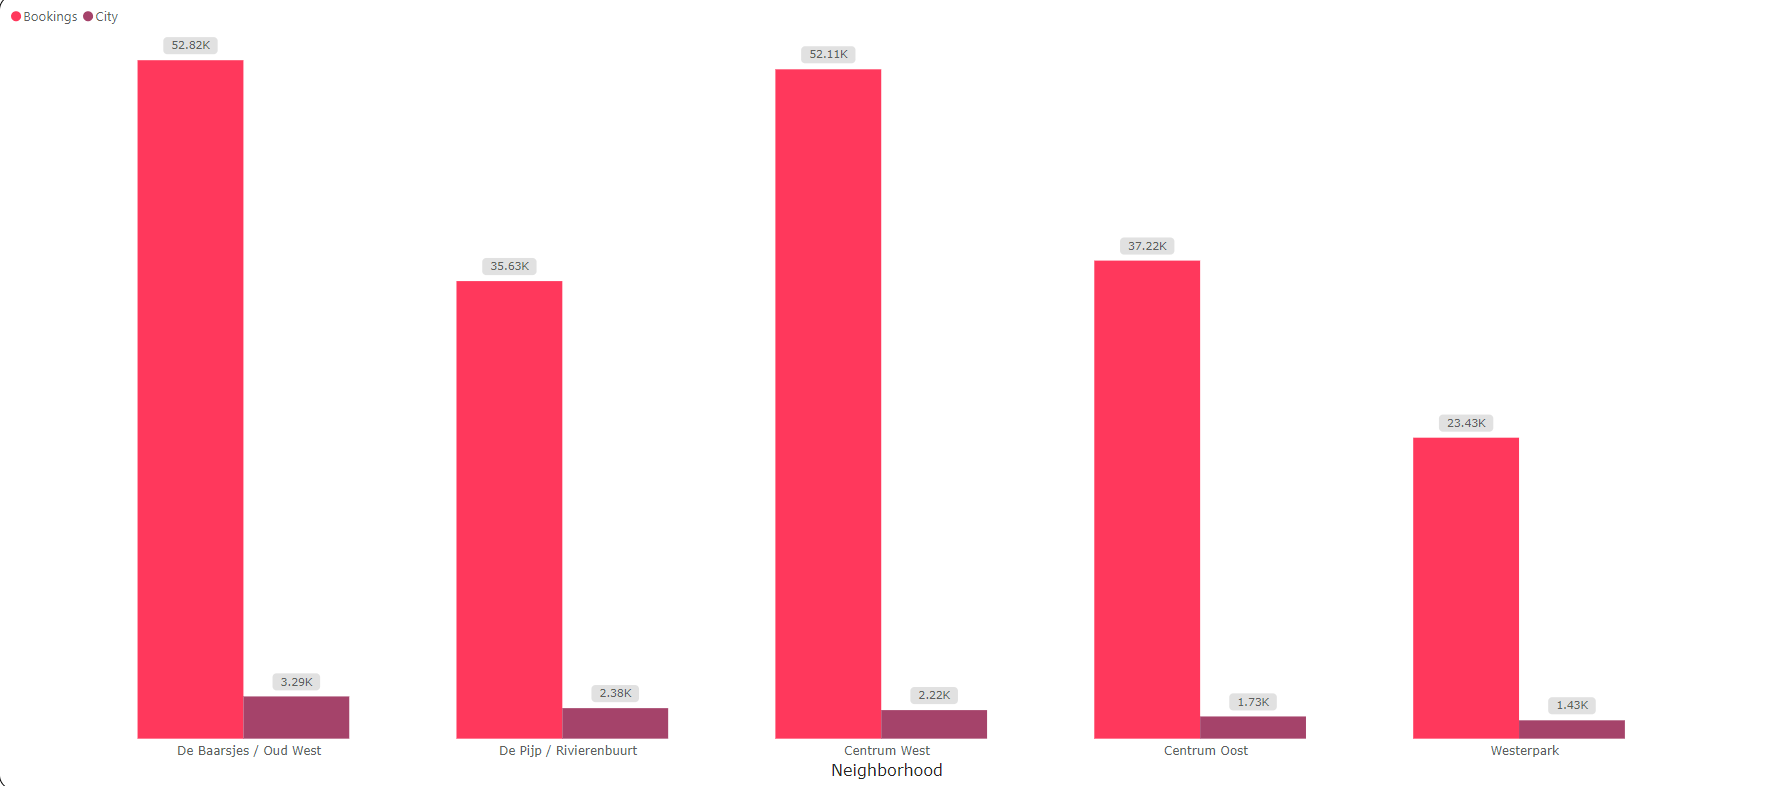 Bookings City
52.82K
52.11K
37.22K
35.63K
23.43K
3.29K
2.38K
2.22K
1.73K
1.43K
De Baarsjes / Oud West
De Pijp / Rivierenbuurt
Centrum West
Centrum Oost
Westerpark
Neighborhood